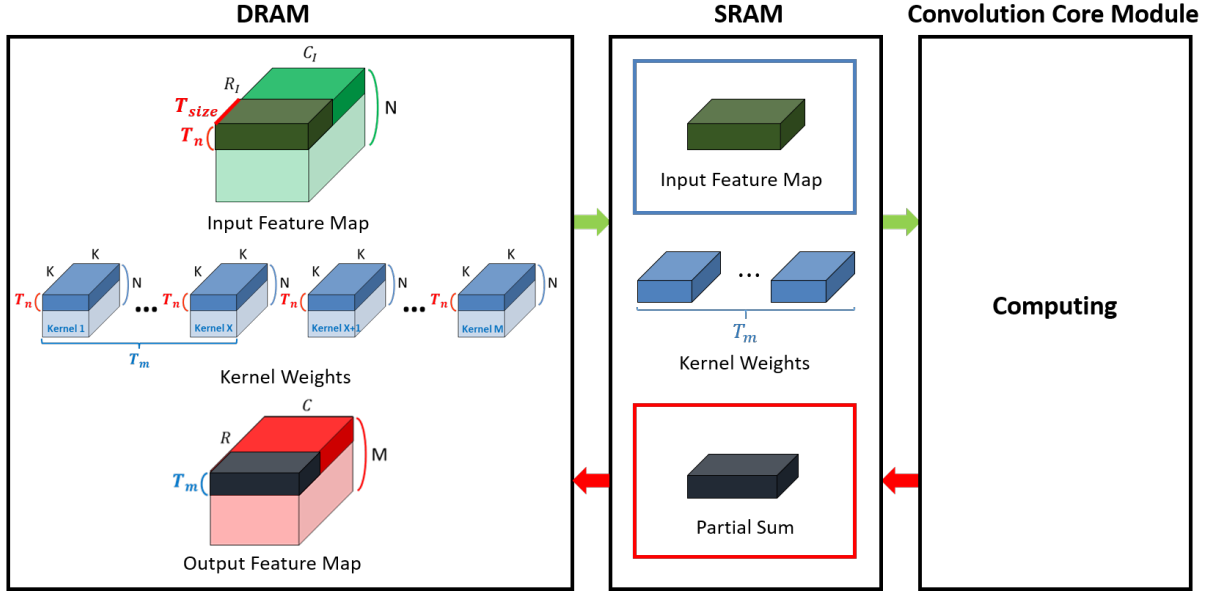 DRAM
SRAM
Convolution Core Module
C_I
R_I
T_size
T_n
N
Input Feature Map
K K K K K K K K
T_n N T_n N T_n N T_n N
... ...
Kernel 1 Kernel X Kernel X+1 Kernel M
T_m
Kernel Weights
C
R
M
T_m
Output Feature Map
Input Feature Map
...
T_m
Kernel Weights
Partial Sum
Computing